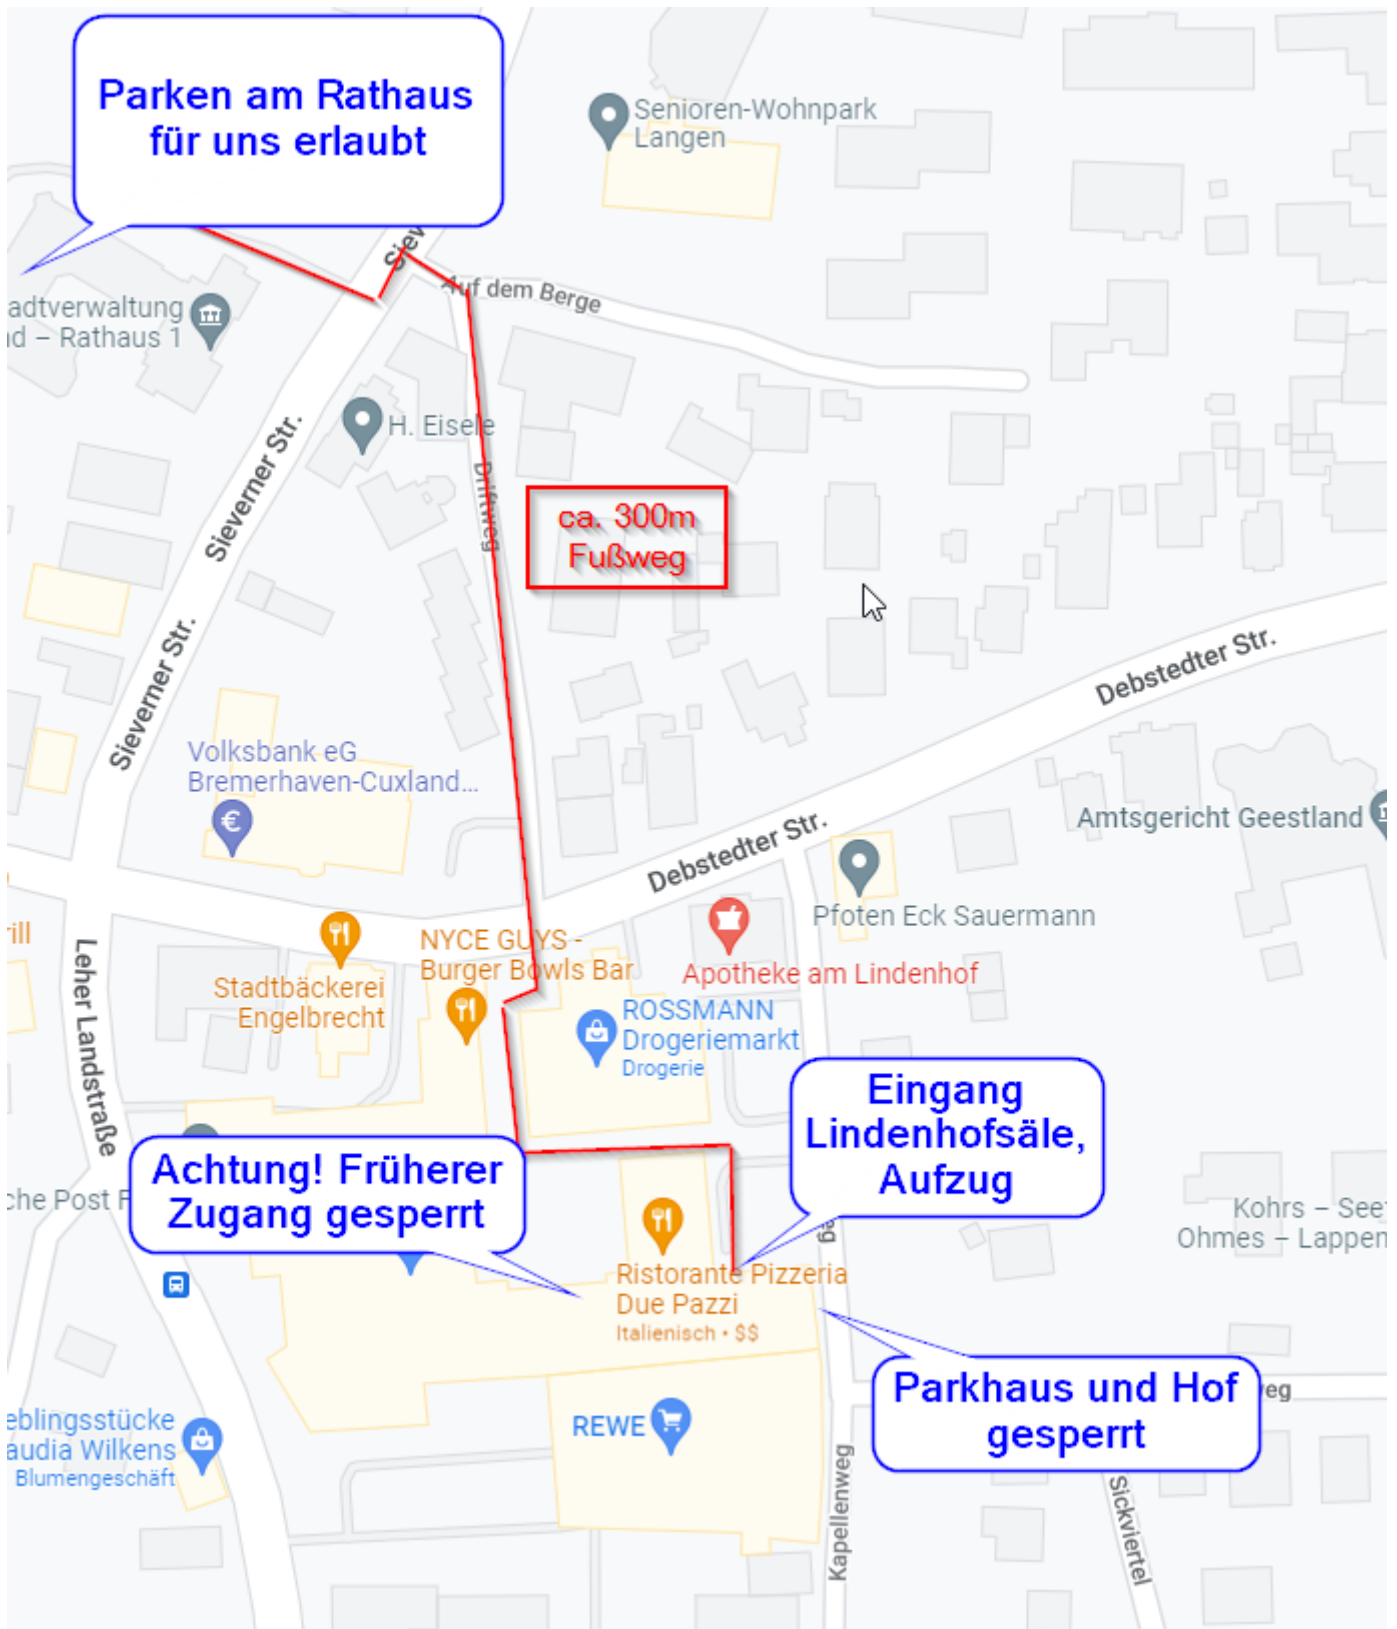 Parken am Rathaus
für uns erlaubt
Senioren-Wohnpark
Langen
Auf dem Berge
adtverwaltung
d – Rathaus 1
H. Eisele
Sieverner Str.
Driftweg
ca. 300m
Fußweg
Sieverner Str.
Debstedter Str.
Volksbank eG
Bremerhaven-Cuxland...
€
Amtsgericht Geestland
Debstedter Str.
Pfoten Eck Sauermann
rill
NYCE GUYS -
Burger Bowls Bar
Apotheke am Lindenhof
Stadtbäckerei
Engelbrecht
Leher Landstraße
ROSSMANN
Drogeriemarkt
Drogerie
Eingang
Lindenhofsäle,
Aufzug
Achtung! Früherer
Zugang gesperrt
che Post F
eg
Kohrs – See
Ohmes – Lappen
Ristorante Pizzeria
Due Pazzi
Italienisch • $$
Parkhaus und Hof
gesperrt
eg
REWE
eblingsstücke
audia Wilkens
Blumengeschäft
Kapellenweg
Sickviertel